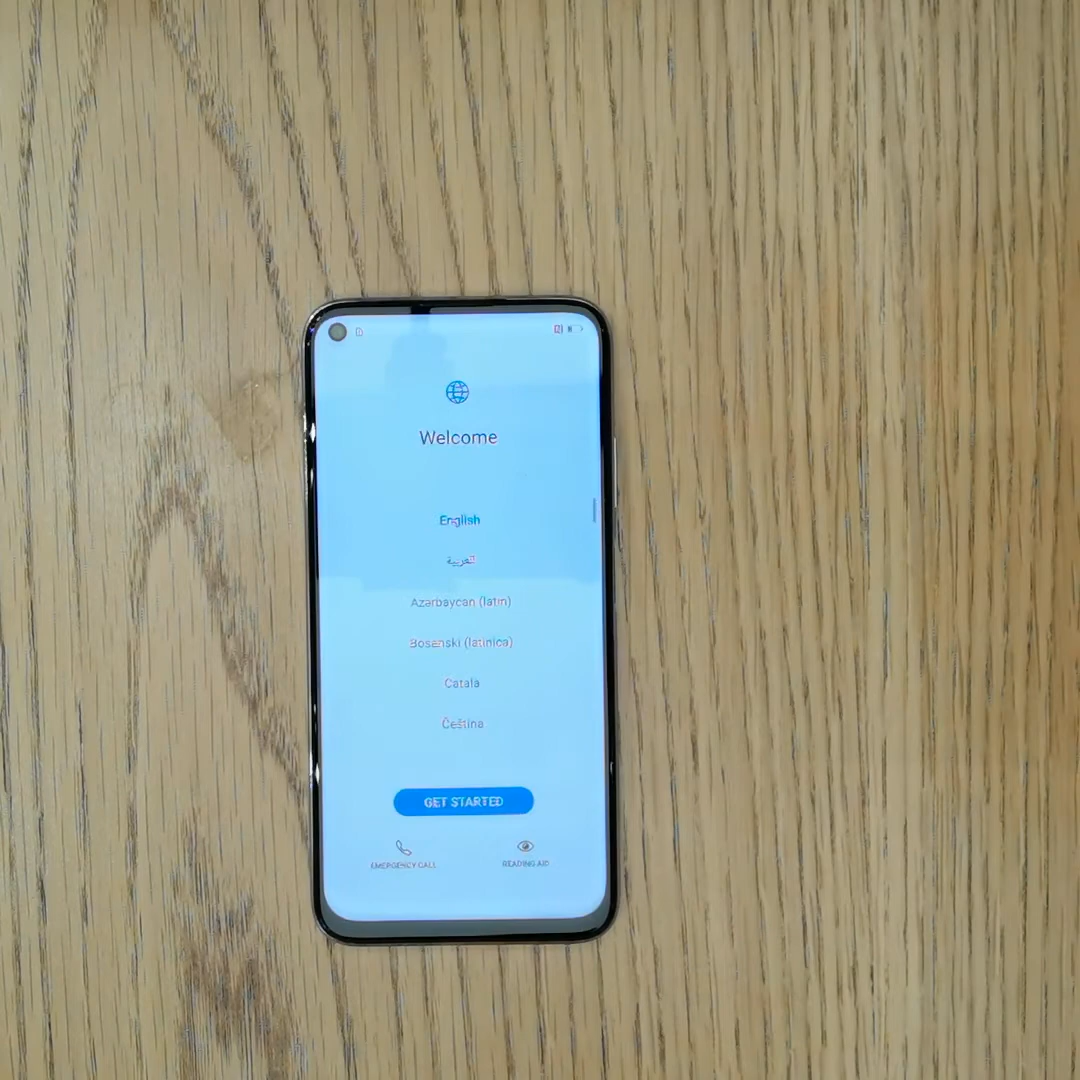 Welcome
English
العربية
Azərbaycan (latın)
Bosanski (latinica)
Català
Čeština
GET STARTED
EMERGENCY CALL
READING AID